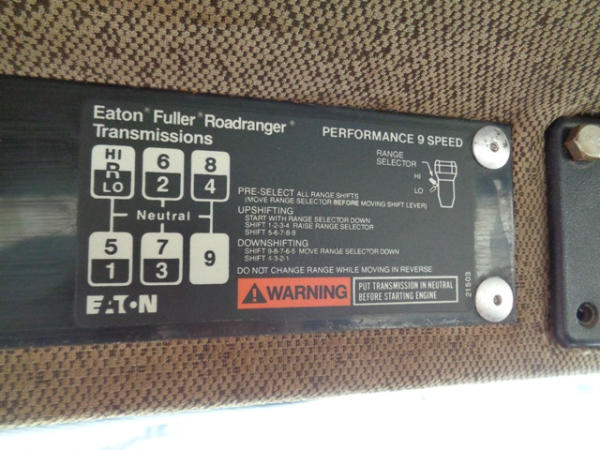 Eaton® Fuller® Roadranger®
Transmissions
PERFORMANCE 9 SPEED
HI
R
LO
6
2
8
4
Neutral
5
1
7
3
9
RANGE
SELECTOR
HI
LO
PRE-SELECT ALL RANGE SHIFTS
(MOVE RANGE SELECTOR BEFORE MOVING SHIFT LEVER)
UPSHIFTING
START WITH RANGE SELECTOR DOWN
SHIFT 1-2-3-4 RAISE RANGE SELECTOR
SHIFT 5-6-7-8-9
DOWNSHIFTING
SHIFT 9-8-7-6-5 MOVE RANGE SELECTOR DOWN
SHIFT 4-3-2-1
DO NOT CHANGE RANGE WHILE MOVING IN REVERSE
WARNING
PUT TRANSMISSION IN NEUTRAL
BEFORE STARTING ENGINE
EATON
21503